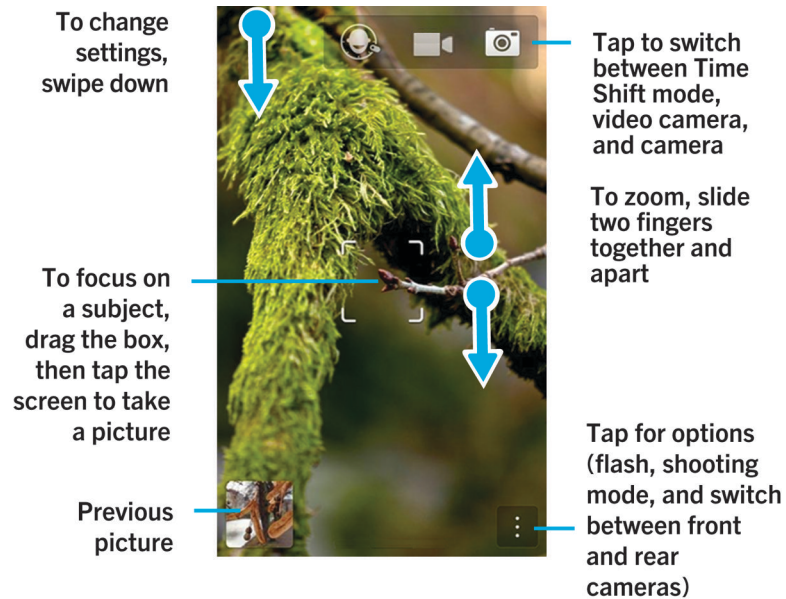 To change
settings,
swipe down
Tap to switch
between Time
Shift mode,
video camera,
and camera
To zoom, slide
two fingers
together and
apart
To focus on
a subject,
drag the box,
then tap the
screen to take
a picture
Previous
picture
Tap for options
(flash, shooting
mode, and switch
between front
and rear
cameras)